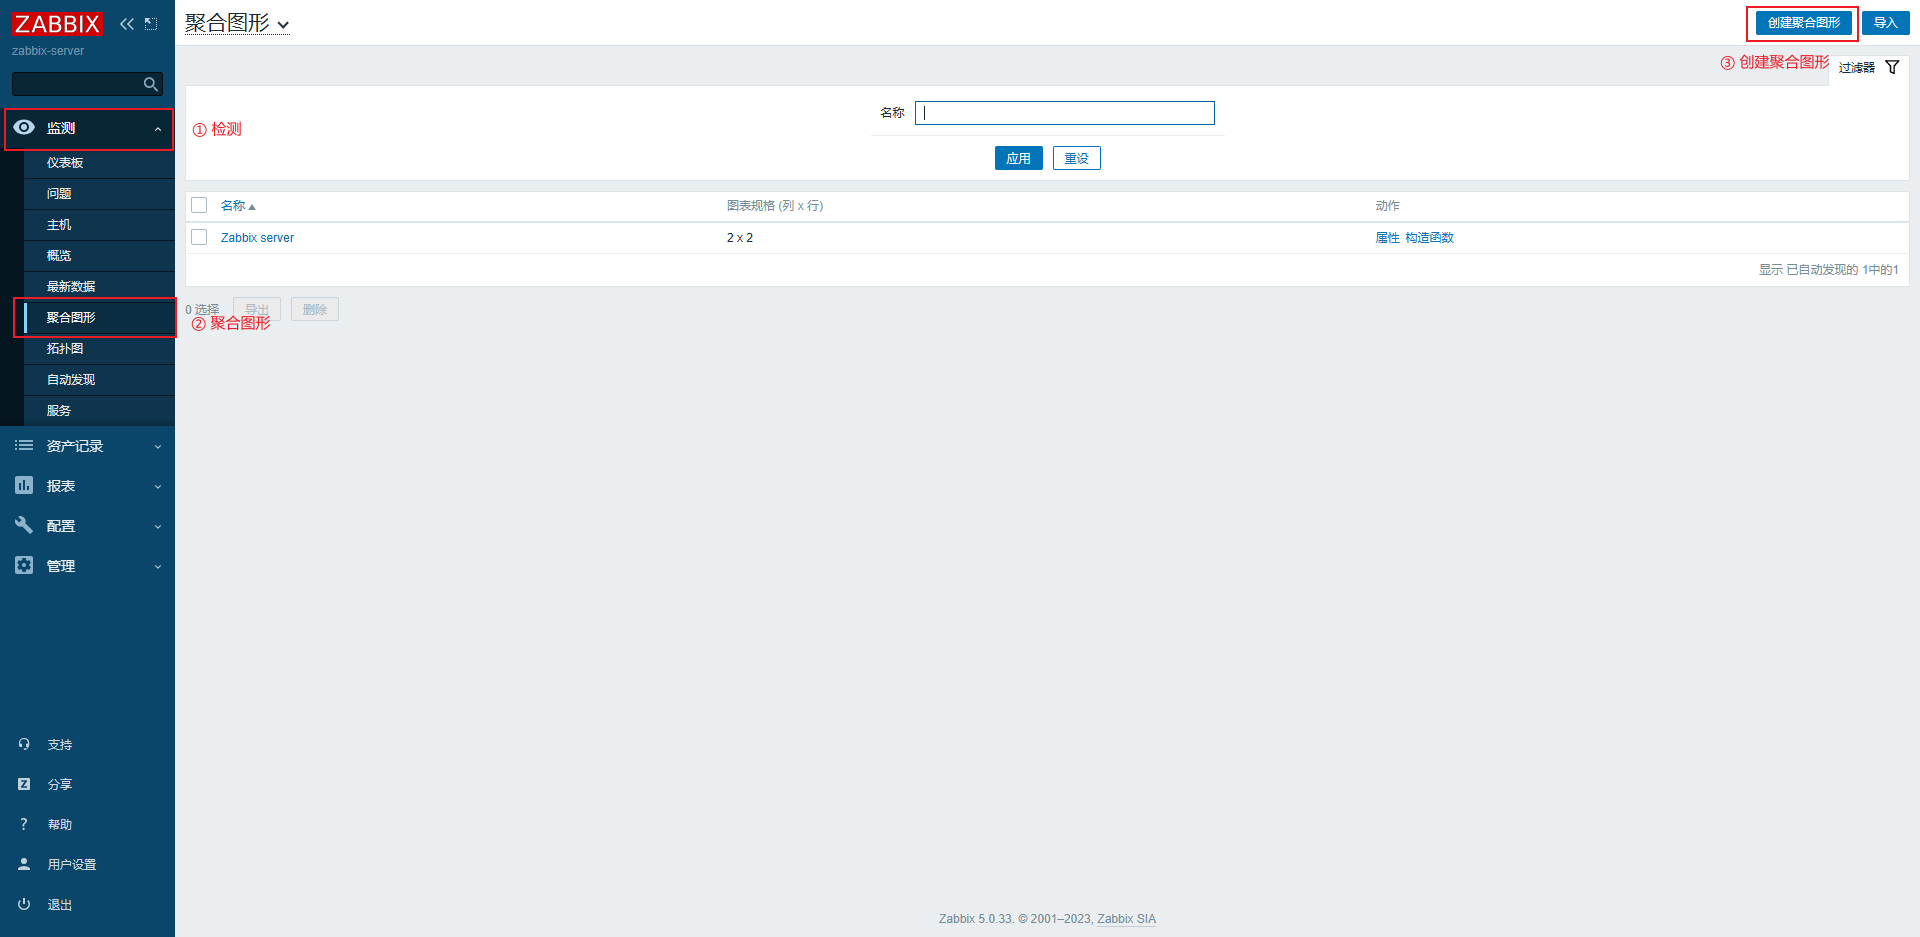 ZABBIX
zabbix-server
监测
仪表板
问题
主机
概览
最新数据
聚合图形
拓扑图
自动发现
服务
资产记录
报表
配置
管理
支持
Z 分享
? 帮助
用户设置
退出
聚合图形
创建聚合图形 导入
③ 创建聚合图形
过滤器
① 检测
名称
应用 重设
名称 图表规格 (列 x 行) 动作
Zabbix server 2 x 2 属性 构造函数
显示 已自动发现的 1中的1
0 选择 导出 删除
② 聚合图形
Zabbix 5.0.33. © 2001–2023, Zabbix SIA